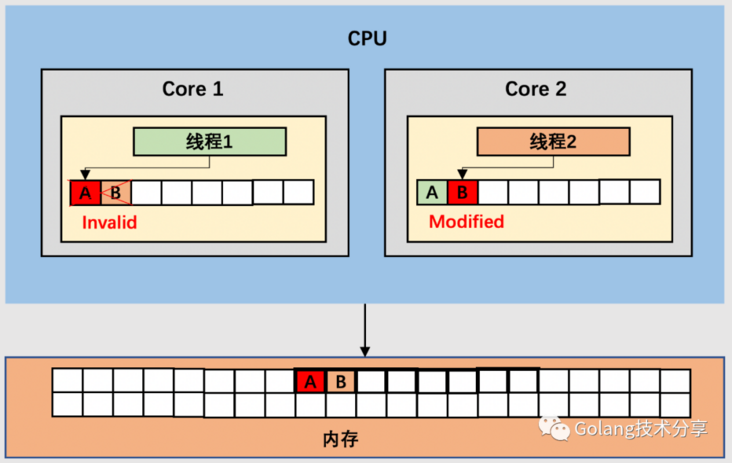 CPU
Core 1
Core 2
线程1
线程2
A B
A B
Invalid
Modified
A B
内存
Golang技术分享